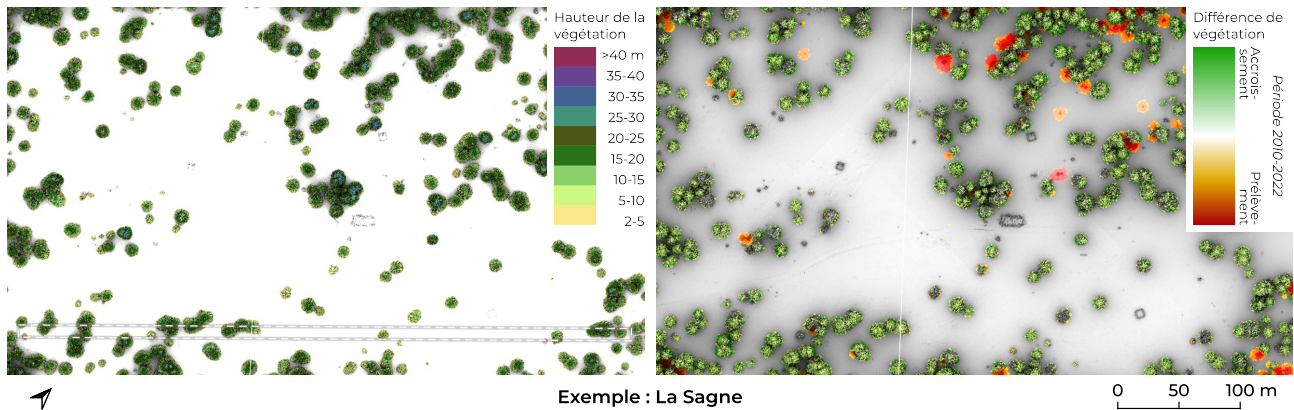 Hauteur de la
végétation
>40 m
35-40
30-35
25-30
20-25
15-20
10-15
5-10
2-5
Différence de
végétation
Accrois-
sement
Prélève-
ment
Période 2010-2022
Exemple : La Sagne
0 50 100 m